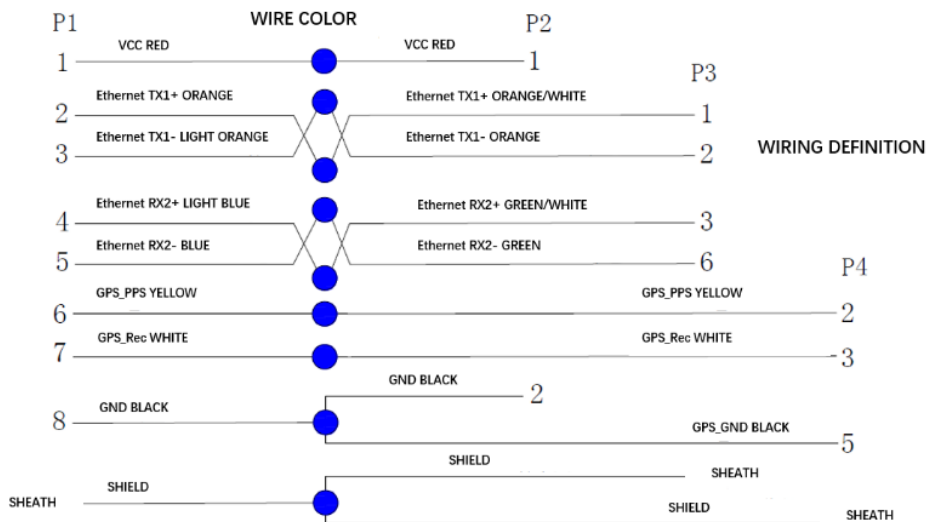 P1
WIRE COLOR
P2
1
VCC RED
VCC RED
1
P3
2
Ethernet TX1+ ORANGE
Ethernet TX1+ ORANGE/WHITE
1
3
Ethernet TX1- LIGHT ORANGE
Ethernet TX1- ORANGE
2
WIRING DEFINITION
4
Ethernet RX2+ LIGHT BLUE
Ethernet RX2+ GREEN/WHITE
3
5
Ethernet RX2- BLUE
Ethernet RX2- GREEN
6
P4
6
GPS_PPS YELLOW
GPS_PPS YELLOW
2
7
GPS_Rec WHITE
GPS_Rec WHITE
3
GND BLACK
2
8
GND BLACK
GPS_GND BLACK
5
SHIELD
SHEATH
SHEATH
SHIELD
SHIELD
SHEATH